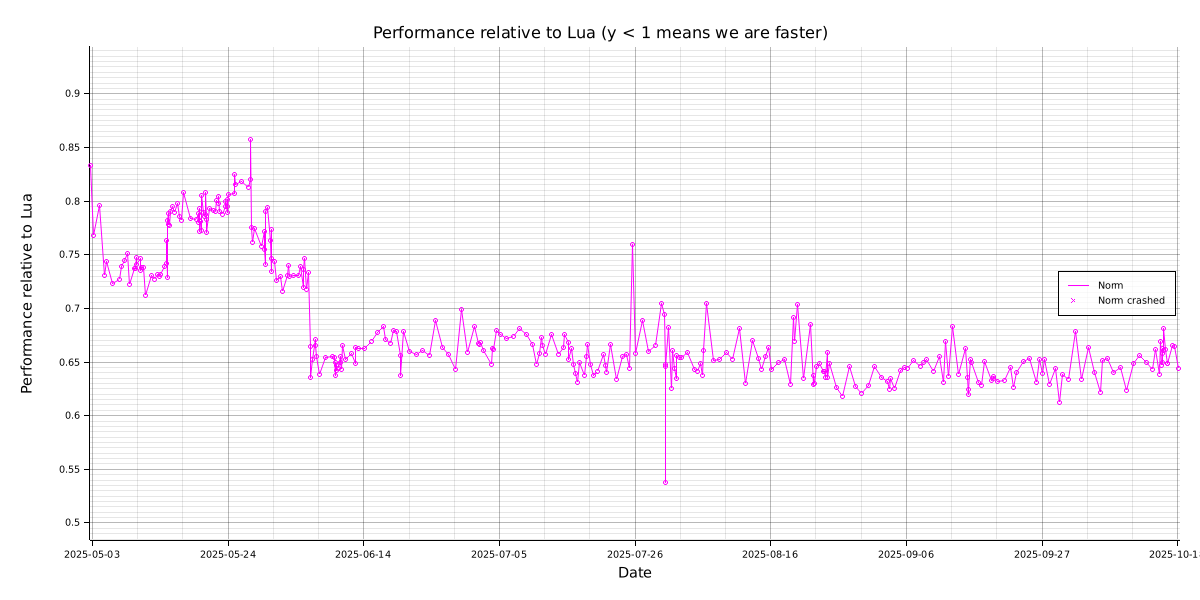 Performance relative to Lua (y < 1 means we are faster)
Performance relative to Lua
0.9
0.85
0.8
0.75
0.7
0.65
0.6
0.55
0.5
Norm
Norm crashed
2025-05-03 2025-05-24 2025-06-14 2025-07-05 2025-07-26 2025-08-16 2025-09-06 2025-09-27 2025-10-1
Date